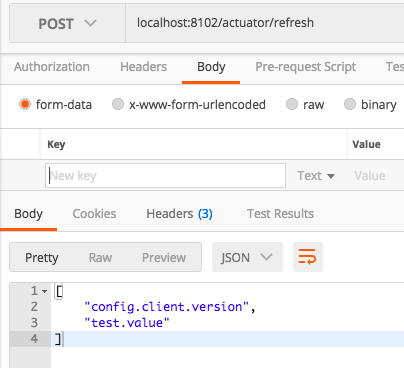 POST localhost:8102/actuator/refresh
Authorization Headers Body Pre-request Script Tes
form-data x-www-form-urlencoded raw binary
Key Value
New key Text Value
Body Cookies Headers (3) Test Results
Pretty Raw Preview JSON
1 [
2 "config.client.version",
3 "test.value"
4 ]